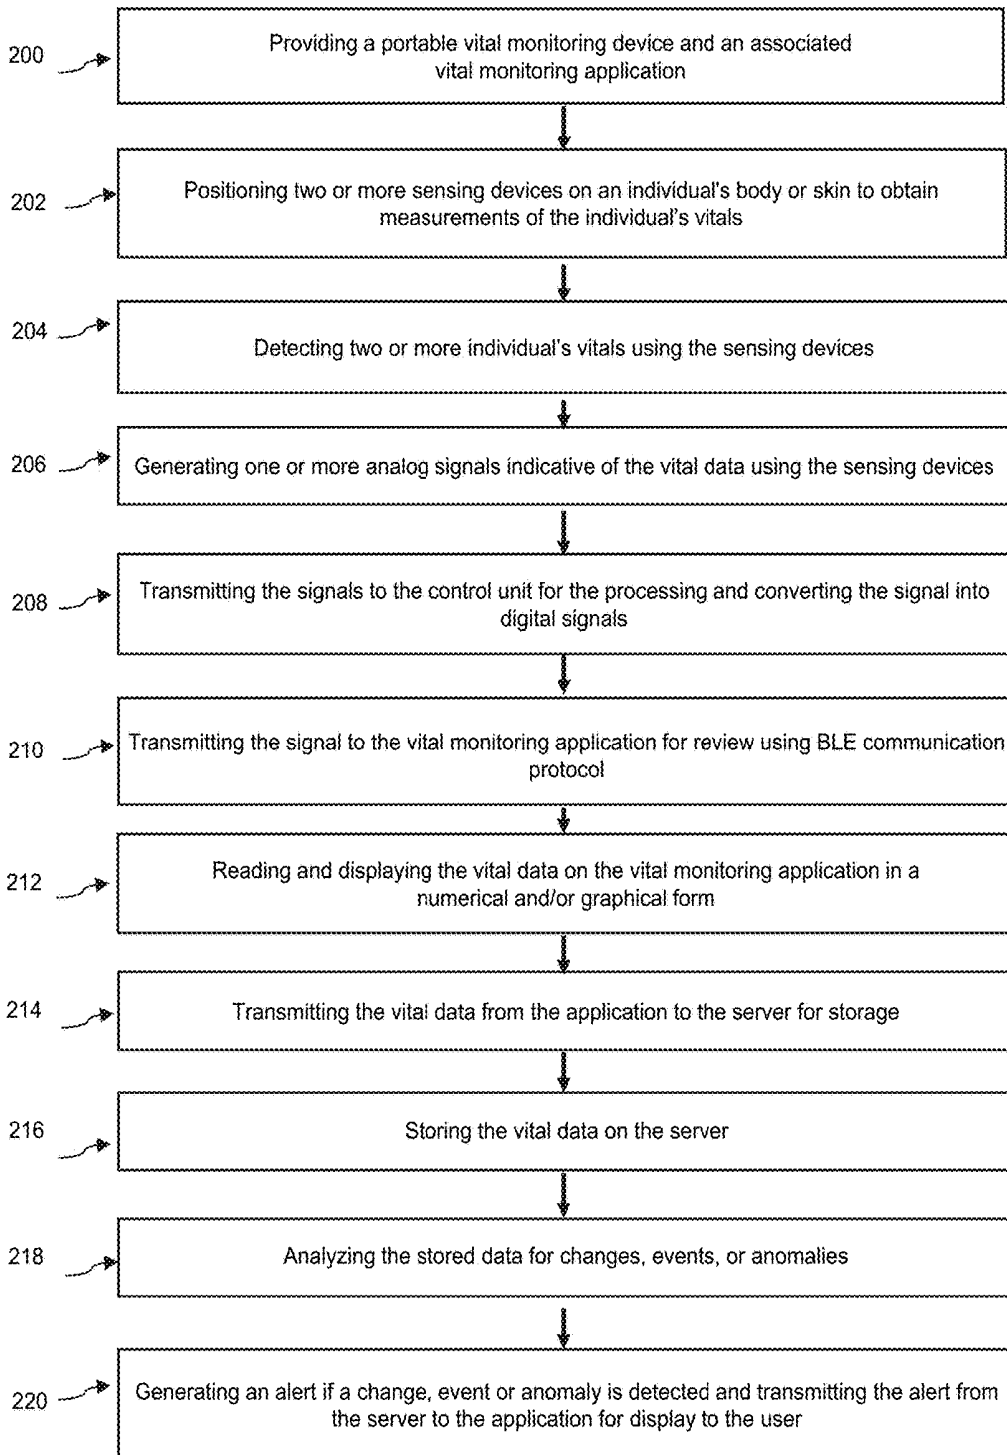 200
Providing a portable vital monitoring device and an associated
vital monitoring application
202
Positioning two or more sensing devices on an individual's body or skin to obtain
measurements of the individual's vitals
204
Detecting two or more individual's vitals using the sensing devices
206
Generating one or more analog signals indicative of the vital data using the sensing devices
208
Transmitting the signals to the control unit for the processing and converting the signal into
digital signals
210
Transmitting the signal to the vital monitoring application for review using BLE communication
protocol
212
Reading and displaying the vital data on the vital monitoring application in a
numerical and/or graphical form
214
Transmitting the vital data from the application to the server for storage
216
Storing the vital data on the server
218
Analyzing the stored data for changes, events, or anomalies
220
Generating an alert if a change, event or anomaly is detected and transmitting the alert from
the server to the application for display to the user